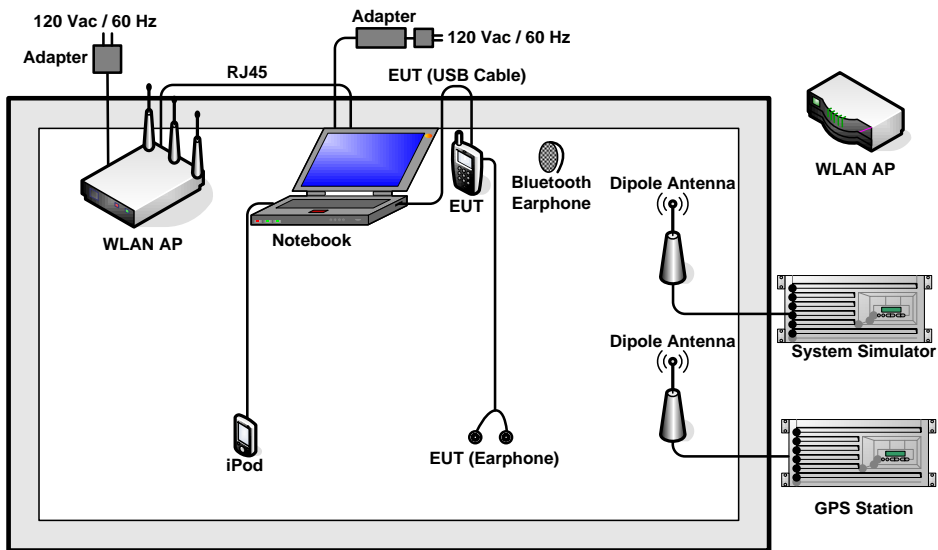 120 Vac / 60 Hz
Adapter
Adapter
120 Vac / 60 Hz
RJ45
EUT (USB Cable)
WLAN AP
WLAN AP
Notebook
EUT
Bluetooth
Earphone
Dipole Antenna
System Simulator
Dipole Antenna
iPod
EUT (Earphone)
GPS Station